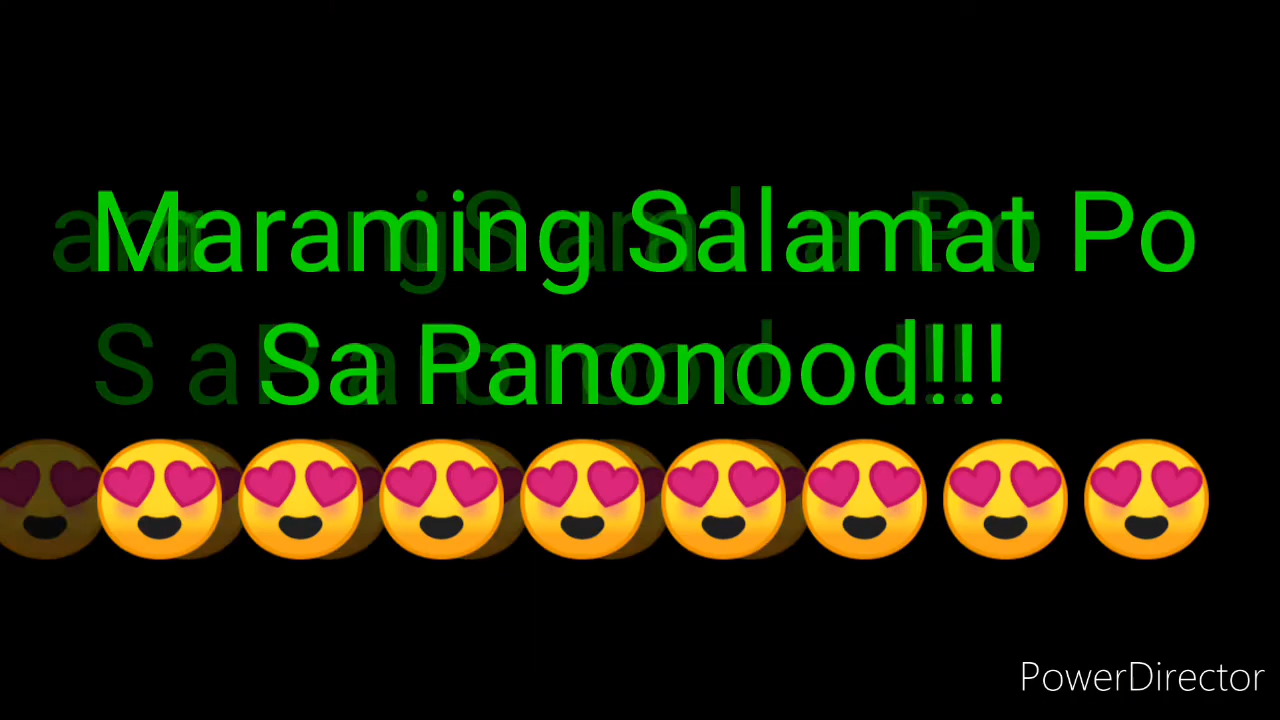 Maraming Salamat Po
Sa Panonood!!!
😍😍😍😍😍😍😍😍
PowerDirector